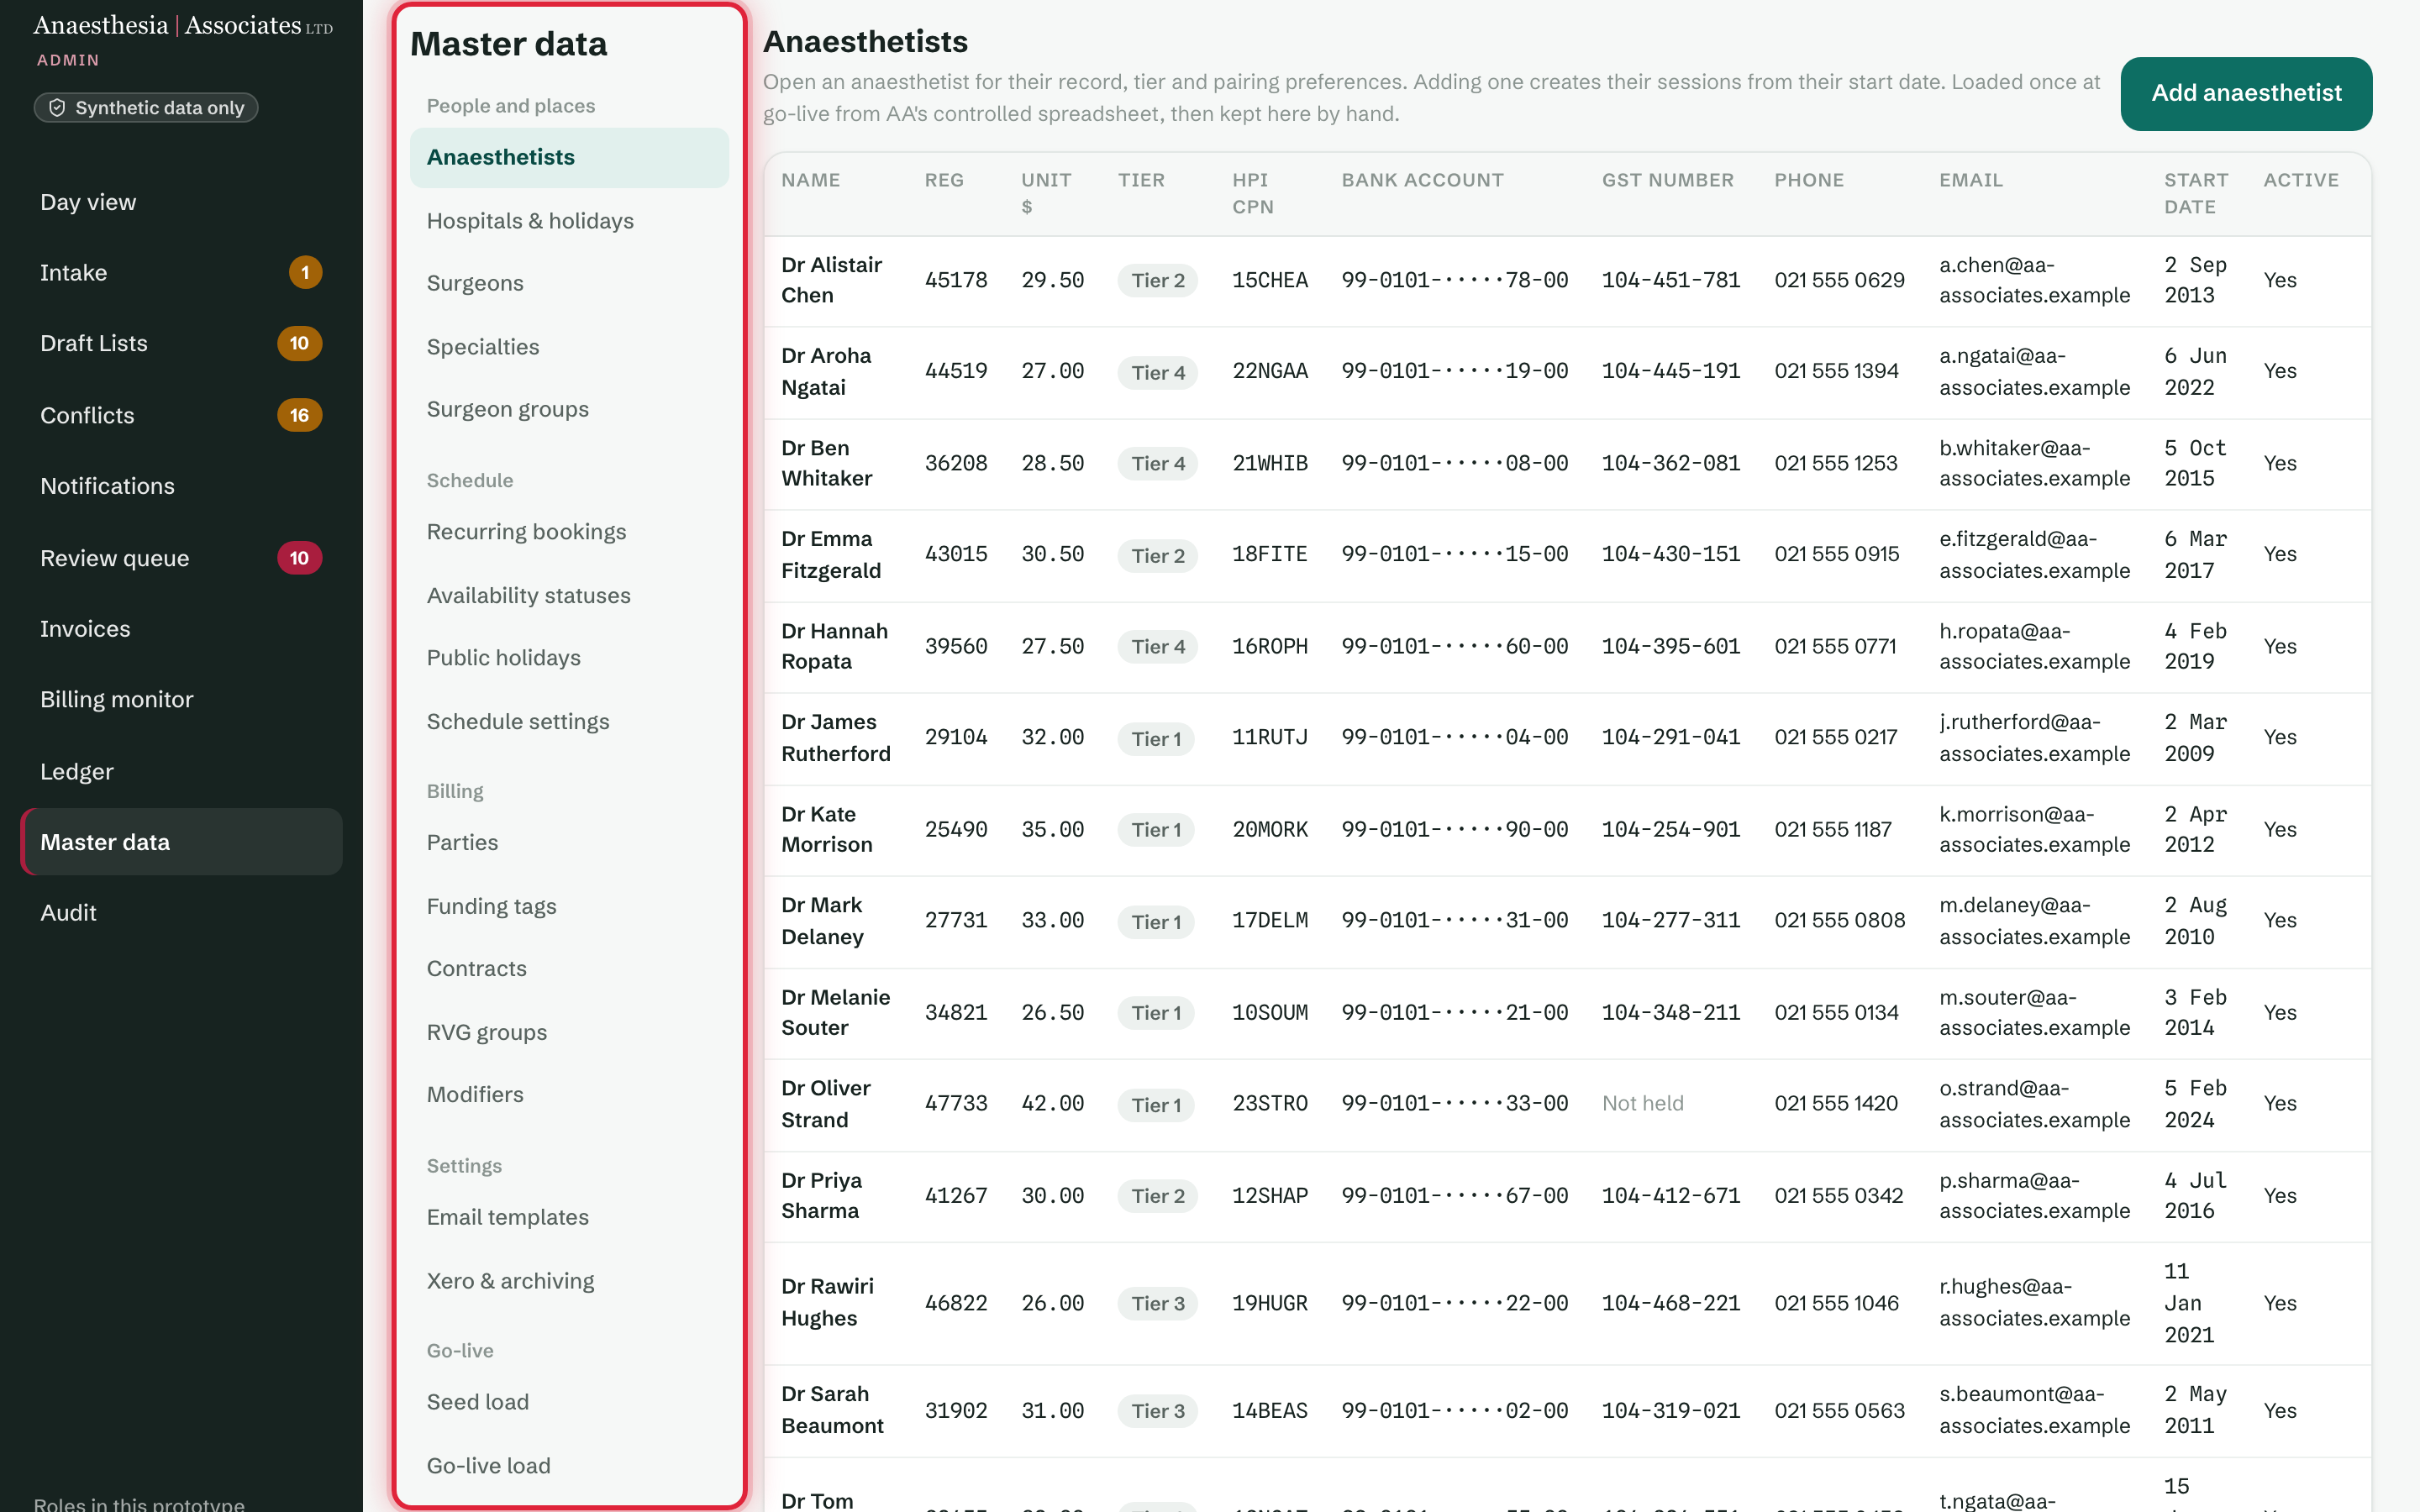 Anaesthesia | Associates LTD
ADMIN
Synthetic data only
Day view
Intake 1
Draft Lists 10
Conflicts 16
Notifications
Review queue 10
Invoices
Billing monitor
Ledger
Master data
Audit
Roles in this prototype
Master data
People and places
Anaesthetists
Hospitals & holidays
Surgeons
Specialties
Surgeon groups
Schedule
Recurring bookings
Availability statuses
Public holidays
Schedule settings
Billing
Parties
Funding tags
Contracts
RVG groups
Modifiers
Settings
Email templates
Xero & archiving
Go-live
Seed load
Go-live load
Anaesthetists
Open an anaesthetist for their record, tier and pairing preferences. Adding one creates their sessions from their start date. Loaded once at
go-live from AA's controlled spreadsheet, then kept here by hand.
Add anaesthetist
NAME REG UNIT $ TIER HPI CPN BANK ACCOUNT GST NUMBER PHONE EMAIL START DATE ACTIVE
Dr Alistair Chen 45178 29.50 Tier 2 15CHEA 99-0101-·····78-00 104-451-781 021 555 0629 a.chen@aa-associates.example 2 Sep 2013 Yes
Dr Aroha Ngatai 44519 27.00 Tier 4 22NGAA 99-0101-·····19-00 104-445-191 021 555 1394 a.ngatai@aa-associates.example 6 Jun 2022 Yes
Dr Ben Whitaker 36208 28.50 Tier 4 21WHIB 99-0101-·····08-00 104-362-081 021 555 1253 b.whitaker@aa-associates.example 5 Oct 2015 Yes
Dr Emma Fitzgerald 43015 30.50 Tier 2 18FITE 99-0101-·····15-00 104-430-151 021 555 0915 e.fitzgerald@aa-associates.example 6 Mar 2017 Yes
Dr Hannah Ropata 39560 27.50 Tier 4 16ROPH 99-0101-·····60-00 104-395-601 021 555 0771 h.ropata@aa-associates.example 4 Feb 2019 Yes
Dr James Rutherford 29104 32.00 Tier 1 11RUTJ 99-0101-·····04-00 104-291-041 021 555 0217 j.rutherford@aa-associates.example 2 Mar 2009 Yes
Dr Kate Morrison 25490 35.00 Tier 1 20MORK 99-0101-·····90-00 104-254-901 021 555 1187 k.morrison@aa-associates.example 2 Apr 2012 Yes
Dr Mark Delaney 27731 33.00 Tier 1 17DELM 99-0101-·····31-00 104-277-311 021 555 0808 m.delaney@aa-associates.example 2 Aug 2010 Yes
Dr Melanie Souter 34821 26.50 Tier 1 10SOUM 99-0101-·····21-00 104-348-211 021 555 0134 m.souter@aa-associates.example 3 Feb 2014 Yes
Dr Oliver Strand 47733 42.00 Tier 1 23STRO 99-0101-·····33-00 Not held 021 555 1420 o.strand@aa-associates.example 5 Feb 2024 Yes
Dr Priya Sharma 41267 30.00 Tier 2 12SHAP 99-0101-·····67-00 104-412-671 021 555 0342 p.sharma@aa-associates.example 4 Jul 2016 Yes
Dr Rawiri Hughes 46822 26.00 Tier 3 19HUGR 99-0101-·····22-00 104-468-221 021 555 1046 r.hughes@aa-associates.example 11 Jan 2021 Yes
Dr Sarah Beaumont 31902 31.00 Tier 3 14BEAS 99-0101-·····02-00 104-319-021 021 555 0563 s.beaumont@aa-associates.example 2 May 2011 Yes
Dr Tom t.ngata@aa- 15